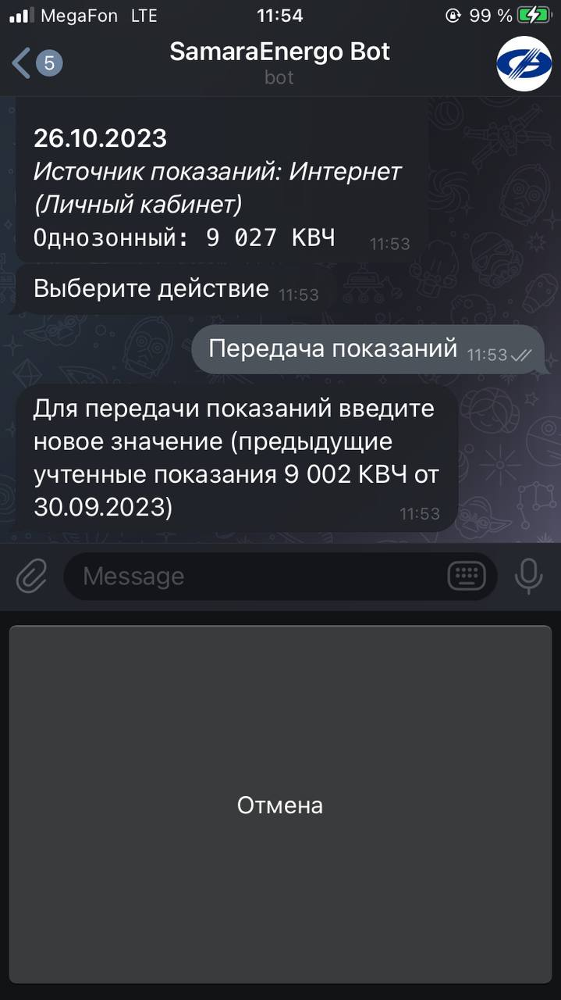 MegaFon LTE 11:54 99 %
5 SamaraEnergo Bot
bot
26.10.2023
Источник показаний: Интернет
(Личный кабинет)
Однозонный: 9 027 КВЧ 11:53
Выберите действие 11:53
Передача показаний 11:53
Для передачи показаний введите
новое значение (предыдущие
учтенные показания 9 002 КВЧ от
30.09.2023) 11:53
Message
Отмена